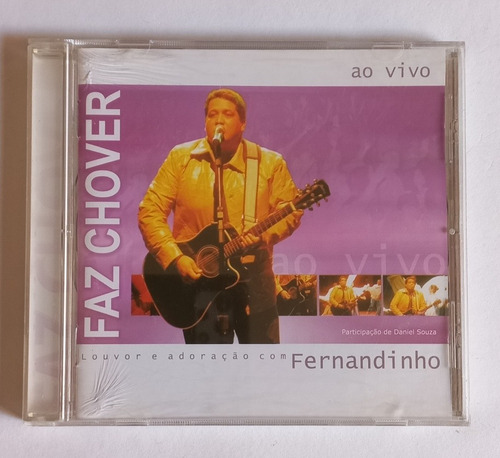 ao vivo
FAZ CHOVER
ao vivo
Participação de Daniel Souza
Louvor e adoração com Fernandinho